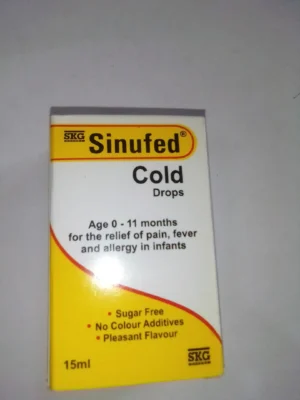 SKG
Sinufed®
Cold
Drops
Age 0 - 11 months
for the relief of pain, fever
and allergy in infants
• Sugar Free
• No Colour Additives
• Pleasant Flavour
15ml
SKG